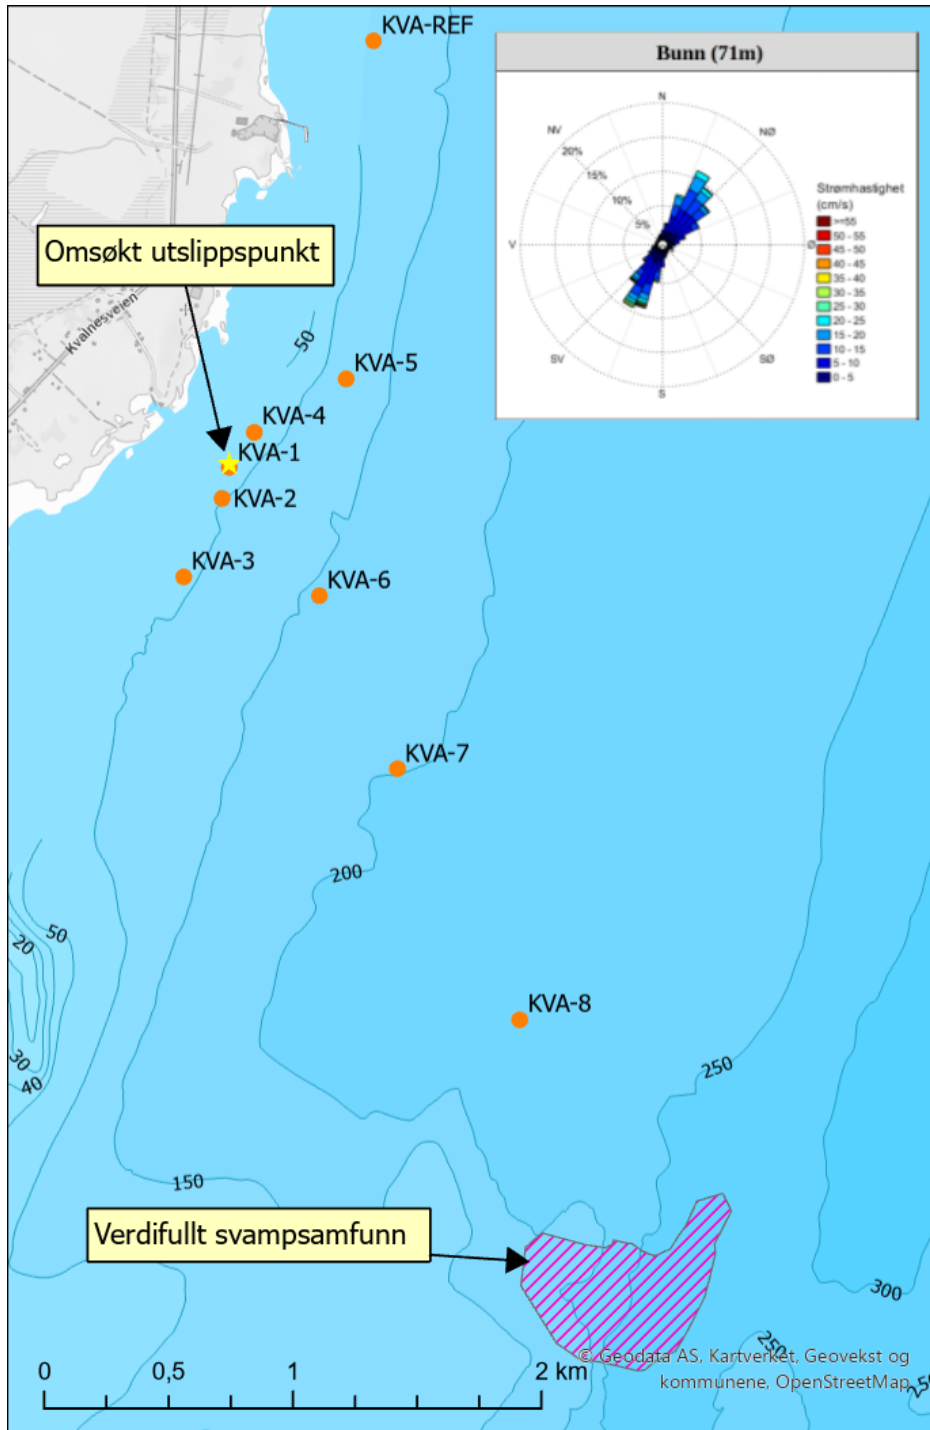 KVA-REF
Bunn (71m)
N
NV
NØ
20%
15%
10%
5%
V
Ø
SV
SØ
S
Strømhastighet
(cm/s)
>=55
50 - 55
45 - 50
40 - 45
35 - 40
30 - 35
25 - 30
20 - 25
15 - 20
10 - 15
5 - 10
0 - 5
Omsøkt utslippspunkt
Kvalnesveien
50
KVA-5
KVA-4
KVA-1
KVA-2
KVA-3
KVA-6
KVA-7
200
50
20
KVA-8
30
40
250
150
Verdifullt svampsamfunn
300
250
© Geodata AS, Kartverket, Geovekst og
kommunene, OpenStreetMap
250
0 0,5 1 2 km